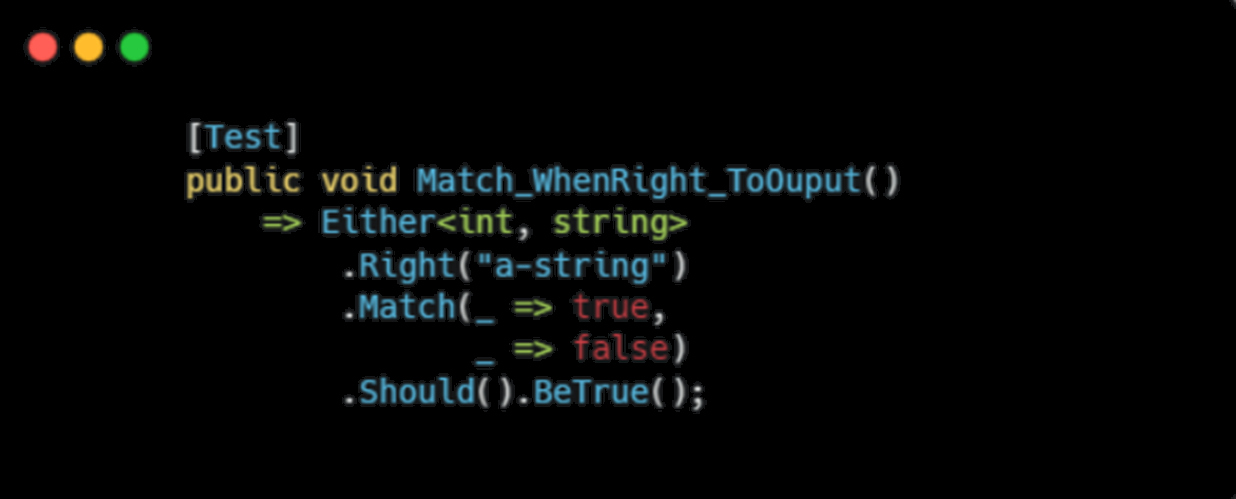 [Test]
public void Match_WhenRight_ToOuput()
=> Either<int, string>
.Right("a-string")
.Match(_ => true,
_ => false)
.Should().BeTrue();